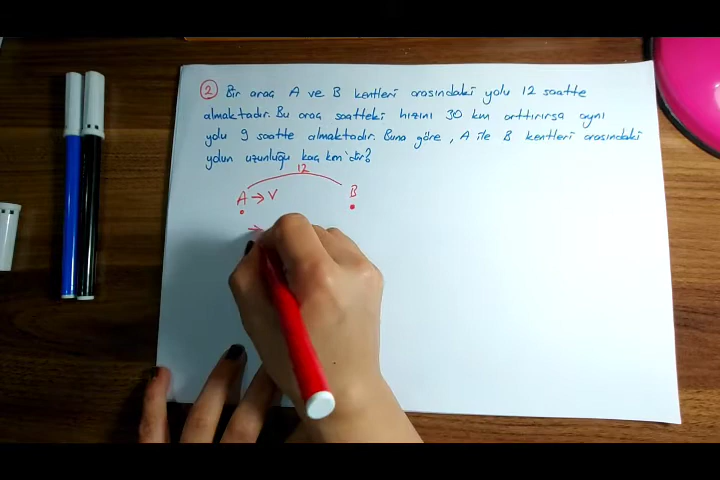 2 Bir araç A ve B kentleri arasındaki yolu 12 saatte
almaktadır. Bu araç saatteki hızını 30 km arttırırsa aynı
yolu 9 saatte almaktadır. Buna göre, A ile B kentleri arasındaki
yolun uzunluğu kaç km'dir?
12
A → V B
→